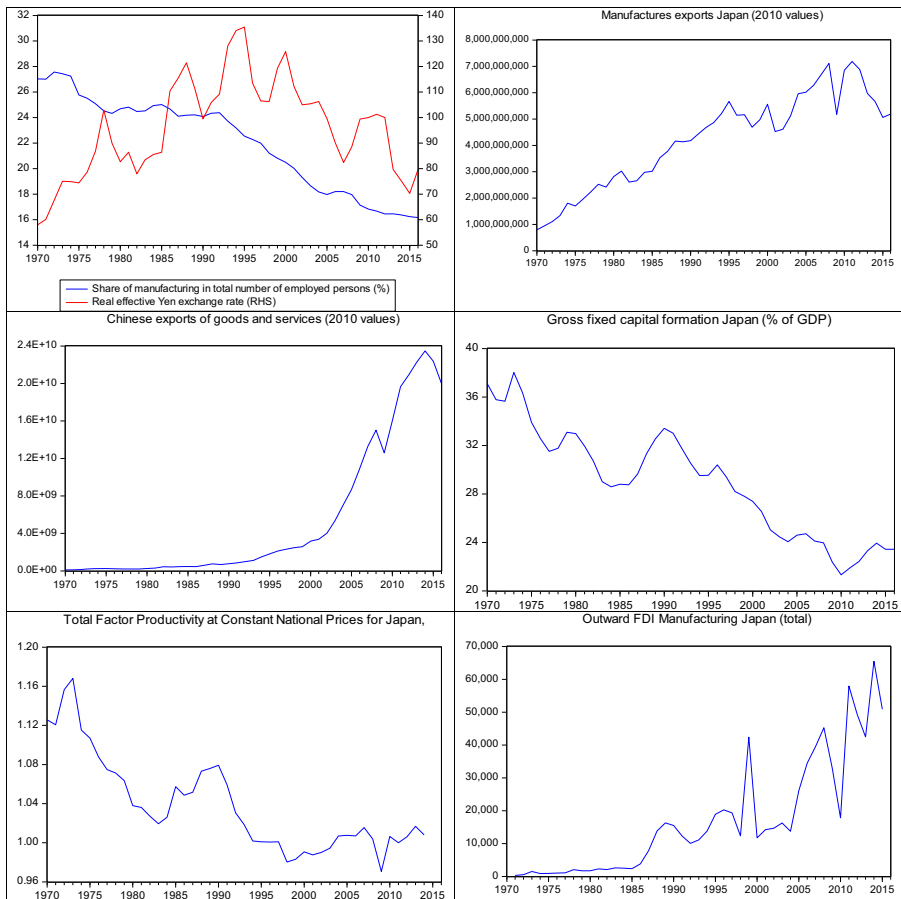 32
30
28
26
24
22
20
18
16
14
140
130
120
110
100
90
80
70
60
50
1970 1975 1980 1985 1990 1995 2000 2005 2010 2015
Share of manufacturing in total number of employed persons (%)
Real effective Yen exchange rate (RHS)
Manufactures exports Japan (2010 values)
8,000,000,000
7,000,000,000
6,000,000,000
5,000,000,000
4,000,000,000
3,000,000,000
2,000,000,000
1,000,000,000
0
1970 1975 1980 1985 1990 1995 2000 2005 2010 2015
Chinese exports of goods and services (2010 values)
2.4E+10
2.0E+10
1.6E+10
1.2E+10
8.0E+09
4.0E+09
0.0E+00
1970 1975 1980 1985 1990 1995 2000 2005 2010 2015
Gross fixed capital formation Japan (% of GDP)
40
36
32
28
24
20
1970 1975 1980 1985 1990 1995 2000 2005 2010 2015
Total Factor Productivity at Constant National Prices for Japan,
1.20
1.16
1.12
1.08
1.04
1.00
0.96
1970 1975 1980 1985 1990 1995 2000 2005 2010 2015
Outward FDI Manufacturing Japan (total)
70,000
60,000
50,000
40,000
30,000
20,000
10,000
0
1970 1975 1980 1985 1990 1995 2000 2005 2010 2015